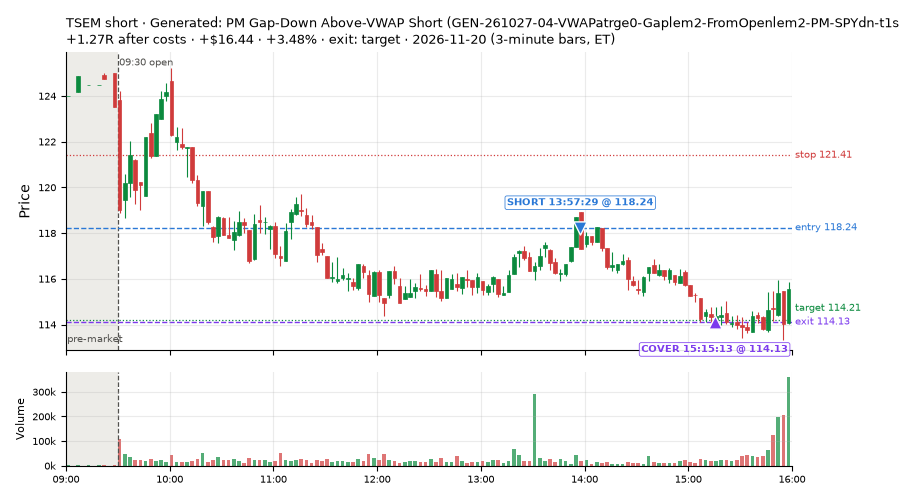 TSEM short · Generated: PM Gap-Down Above-VWAP Short (GEN-261027-04-VWAPatrge0-Gaplem2-FromOpenlem2-PM-SPYdn-t1s
+1.27R after costs · +$16.44 · +3.48% · exit: target · 2026-11-20 (3-minute bars, ET)
09:30 open
124
122
stop 121.41
120
SHORT 13:57:29 @ 118.24
entry 118.24
118
Price
116
target 114.21
exit 114.13
114
pre-market
COVER 15:15:13 @ 114.13
300k
200k
100k
0k
Volume
09:00
10:00
11:00
12:00
13:00
14:00
15:00
16:00